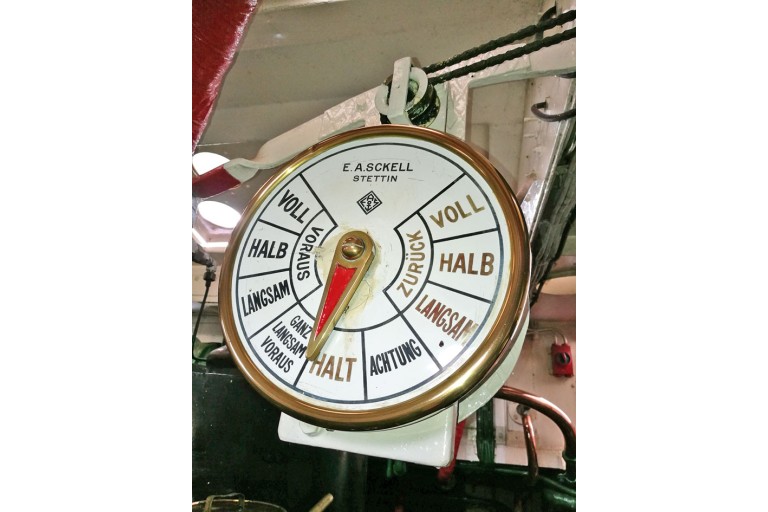 E. A. SCKELL
STETTIN
VOLL
HALB
LANGSAM
GANZ
LANGSAM
VORAUS
HALT
ACHTUNG
LANGSAM
HALB
VOLL
VORAUS
ZURÜCK